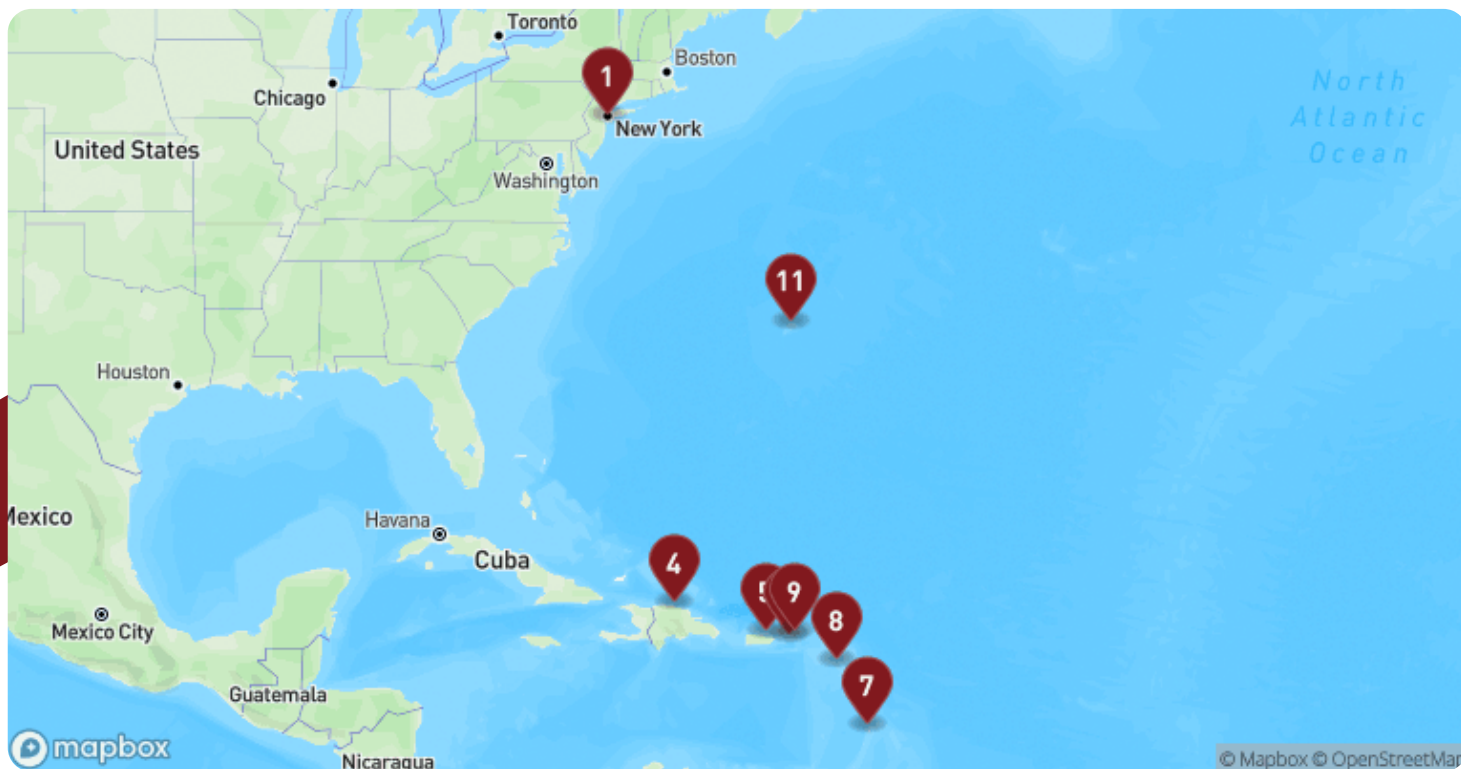 Toronto
Boston
1
Chicago
New York
North
Atlantic
Ocean
United States
Washington
11
Houston
Mexico
Havana
Cuba
4
5
9
8
Mexico City
7
Guatemala
mapbox
Nicaragua
© Mapbox © OpenStreetMap